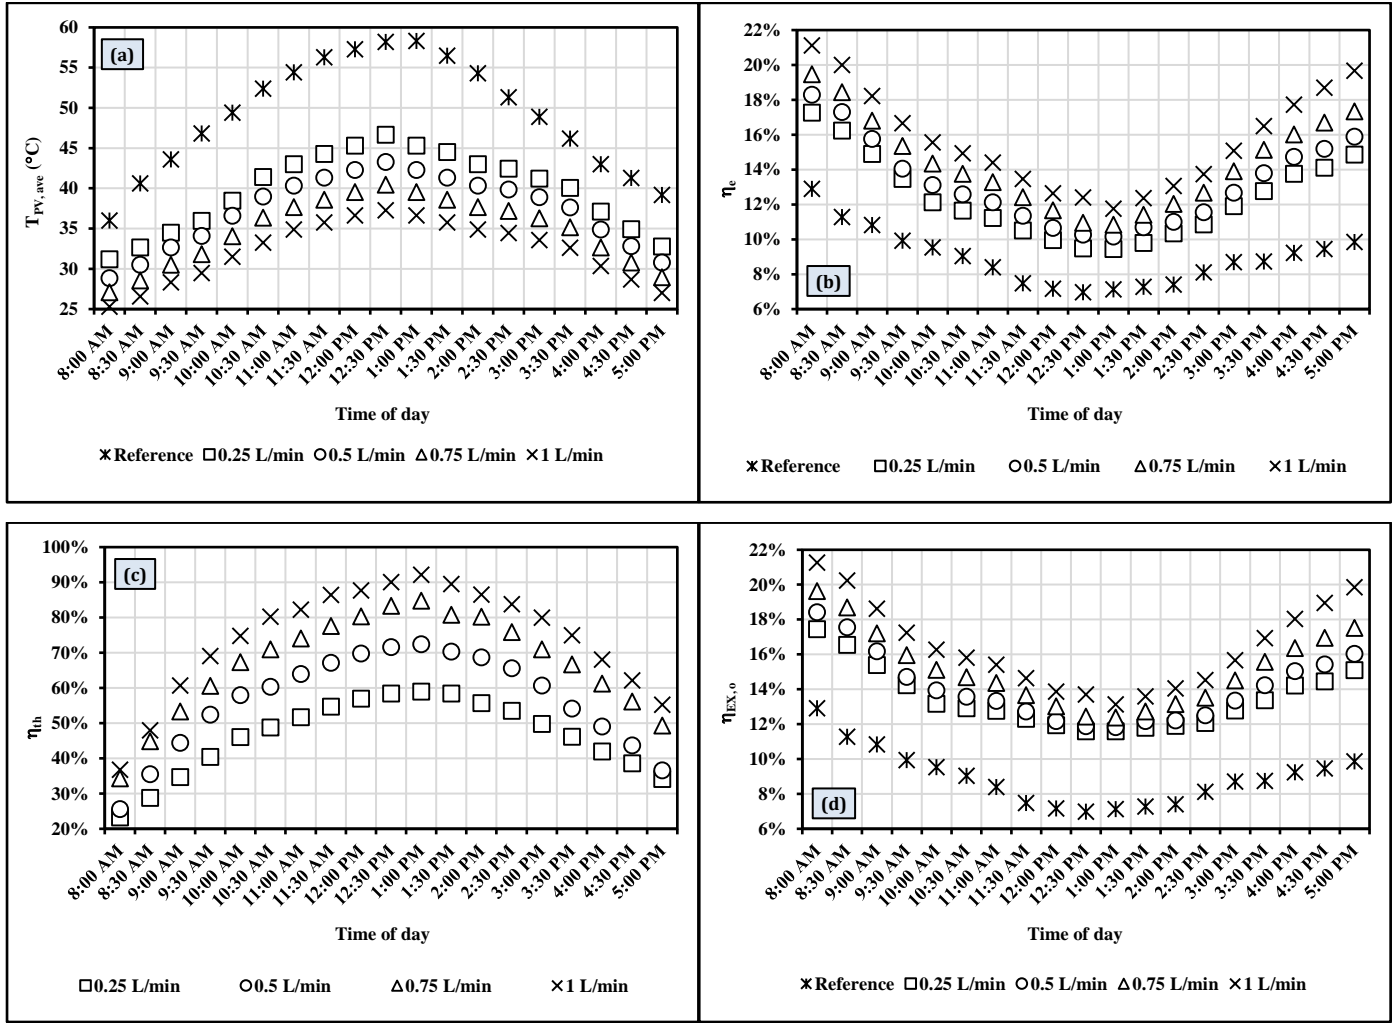 (a)
60
55
50
45
40
35
30
25
T_PV,ave (°C)
8:00 AM
8:30 AM
9:00 AM
9:30 AM
10:00 AM
10:30 AM
11:00 AM
11:30 AM
12:00 PM
12:30 PM
1:00 PM
1:30 PM
2:00 PM
2:30 PM
3:00 PM
3:30 PM
4:00 PM
4:30 PM
5:00 PM
Time of day
Reference 0.25 L/min 0.5 L/min 0.75 L/min 1 L/min
22%
20%
18%
16%
14%
12%
10%
8%
6%
η_e
(b)
8:00 AM
8:30 AM
9:00 AM
9:30 AM
10:00 AM
10:30 AM
11:00 AM
11:30 AM
12:00 PM
12:30 PM
1:00 PM
1:30 PM
2:00 PM
2:30 PM
3:00 PM
3:30 PM
4:00 PM
4:30 PM
5:00 PM
Time of day
Reference 0.25 L/min 0.5 L/min 0.75 L/min 1 L/min
(c)
100%
90%
80%
70%
60%
50%
40%
30%
20%
η_th
8:00 AM
8:30 AM
9:00 AM
9:30 AM
10:00 AM
10:30 AM
11:00 AM
11:30 AM
12:00 PM
12:30 PM
1:00 PM
1:30 PM
2:00 PM
2:30 PM
3:00 PM
3:30 PM
4:00 PM
4:30 PM
5:00 PM
Time of day
0.25 L/min 0.5 L/min 0.75 L/min 1 L/min
22%
20%
18%
16%
14%
12%
10%
8%
6%
η_EX,o
(d)
8:00 AM
8:30 AM
9:00 AM
9:30 AM
10:00 AM
10:30 AM
11:00 AM
11:30 AM
12:00 PM
12:30 PM
1:00 PM
1:30 PM
2:00 PM
2:30 PM
3:00 PM
3:30 PM
4:00 PM
4:30 PM
5:00 PM
Time of day
Reference 0.25 L/min 0.5 L/min 0.75 L/min 1 L/min